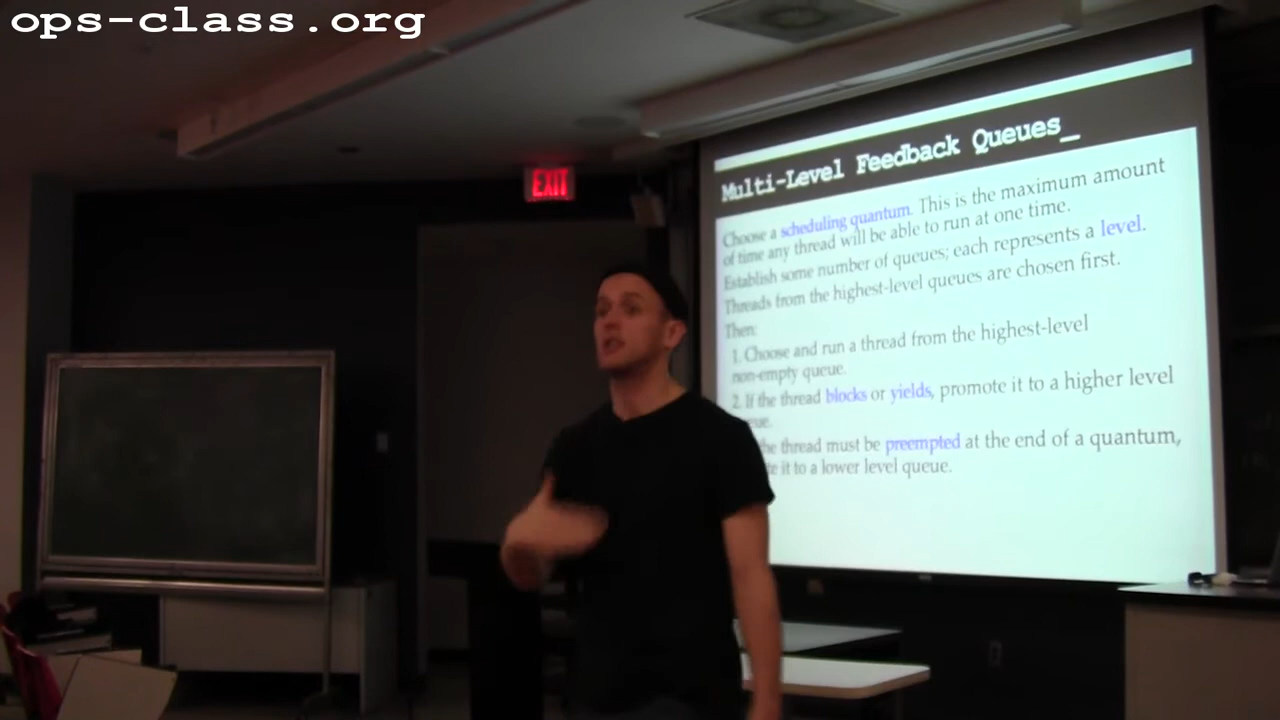 ops-class.org
EXIT
Multi-Level Feedback Queues_
Choose a scheduling quantum. This is the maximum amount
of time any thread will be able to run at one time.
Establish some number of queues; each represents a level.
Threads from the highest-level queues are chosen first.
Then:
1. Choose and run a thread from the highest-level
non-empty queue.
2. If the thread blocks or yields, promote it to a higher level
ue.
he thread must be preempted at the end of a quantum,
te it to a lower level queue.